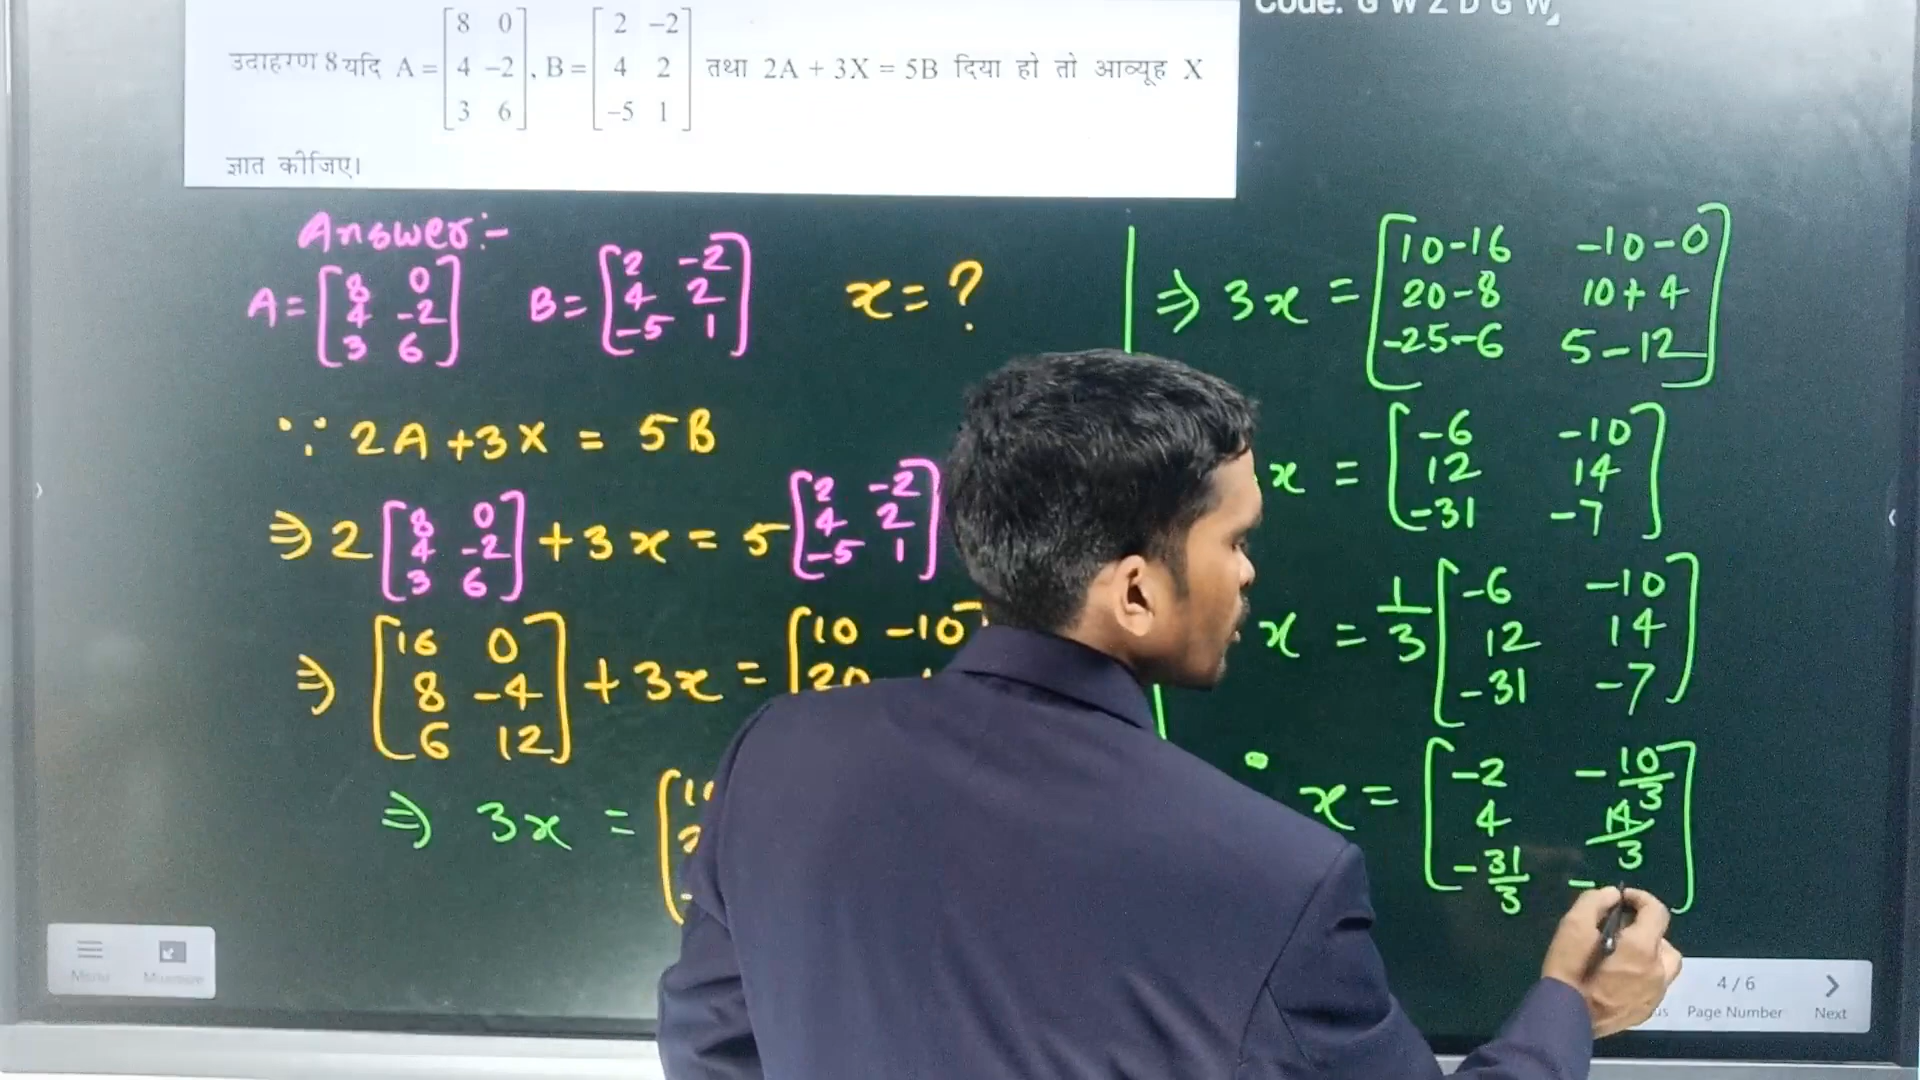 Code: G W Z D G W
उदाहरण 8 यदि A = [8 0
4 –2
3 6], B = [2 –2
4 2
–5 1] तथा 2A + 3X = 5B दिया हो तो आव्यूह X
ज्ञात कीजिए।
Answer:-
A = [8 0
4 -2
3 6] B = [2 -2
4 2
-5 1] x = ?
∵ 2A + 3X = 5B
⇒ 2 [8 0
4 -2
3 6] + 3x = 5 [2 -2
4 2
-5 1]
⇒ [16 0
8 -4
6 12] + 3x = [10 -10
20
⇒ 3x = [
⇒ 3x = [10-16 -10-0
20-8 10+4
-25-6 5-12]
x = [-6 -10
12 14
-31 -7]
x = 1/3 [-6 -10
12 14
-31 -7]
x = [-2 -10/3
4 14/3
-31/3 -]
Menu
4 / 6
Page Number
Next